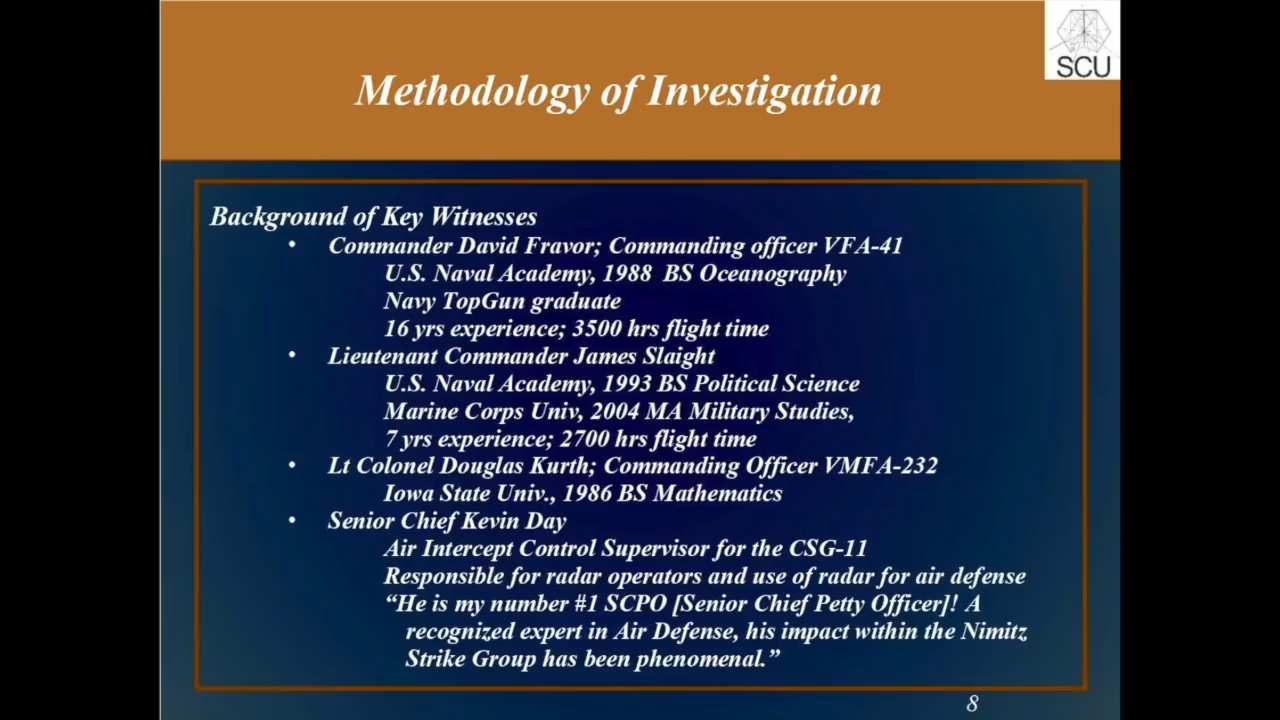 SCU
Methodology of Investigation
Background of Key Witnesses
• Commander David Fravor; Commanding officer VFA-41
U.S. Naval Academy, 1988 BS Oceanography
Navy TopGun graduate
16 yrs experience; 3500 hrs flight time
• Lieutenant Commander James Slaight
U.S. Naval Academy, 1993 BS Political Science
Marine Corps Univ, 2004 MA Military Studies,
7 yrs experience; 2700 hrs flight time
• Lt Colonel Douglas Kurth; Commanding Officer VMFA-232
Iowa State Univ., 1986 BS Mathematics
• Senior Chief Kevin Day
Air Intercept Control Supervisor for the CSG-11
Responsible for radar operators and use of radar for air defense
“He is my number #1 SCPO [Senior Chief Petty Officer]! A
recognized expert in Air Defense, his impact within the Nimitz
Strike Group has been phenomenal.”
8